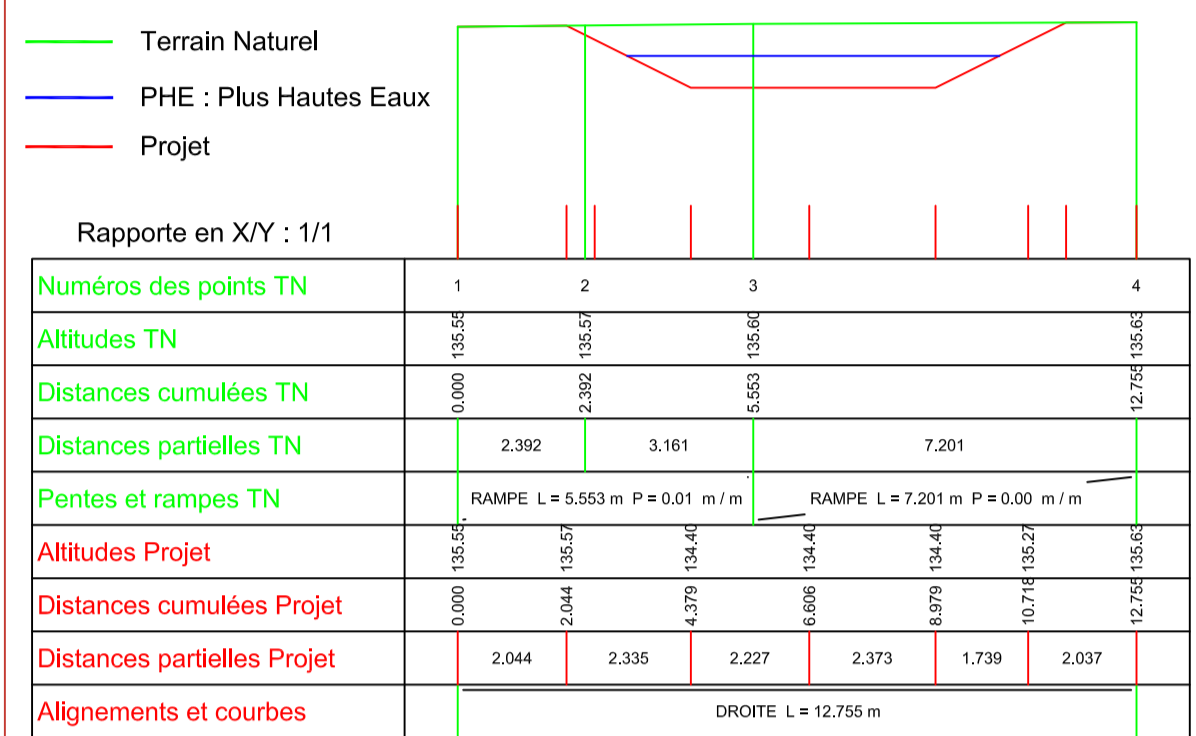 Terrain Naturel
PHE : Plus Hautes Eaux
Projet
Rapporte en X/Y : 1/1
Numéros des points TN 1 2 3 4
Altitudes TN 135.55 135.57 135.60 135.63
Distances cumulées TN 0.000 2.392 5.553 12.755
Distances partielles TN 2.392 3.161 7.201
Pentes et rampes TN RAMPE L = 5.553 m P = 0.01 m / m RAMPE L = 7.201 m P = 0.00 m / m
Altitudes Projet 135.55 135.57 134.40 134.40 134.40 135.27 135.63
Distances cumulées Projet 0.000 2.044 4.379 6.606 8.979 10.718 12.755
Distances partielles Projet 2.044 2.335 2.227 2.373 1.739 2.037
Alignements et courbes DROITE L = 12.755 m